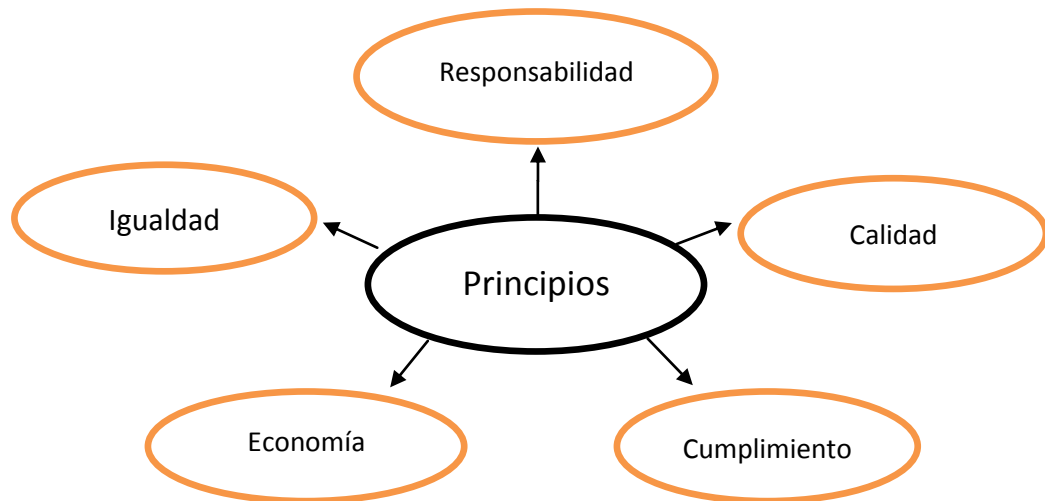 Responsabilidad
Igualdad
Calidad
Principios
Economía
Cumplimiento